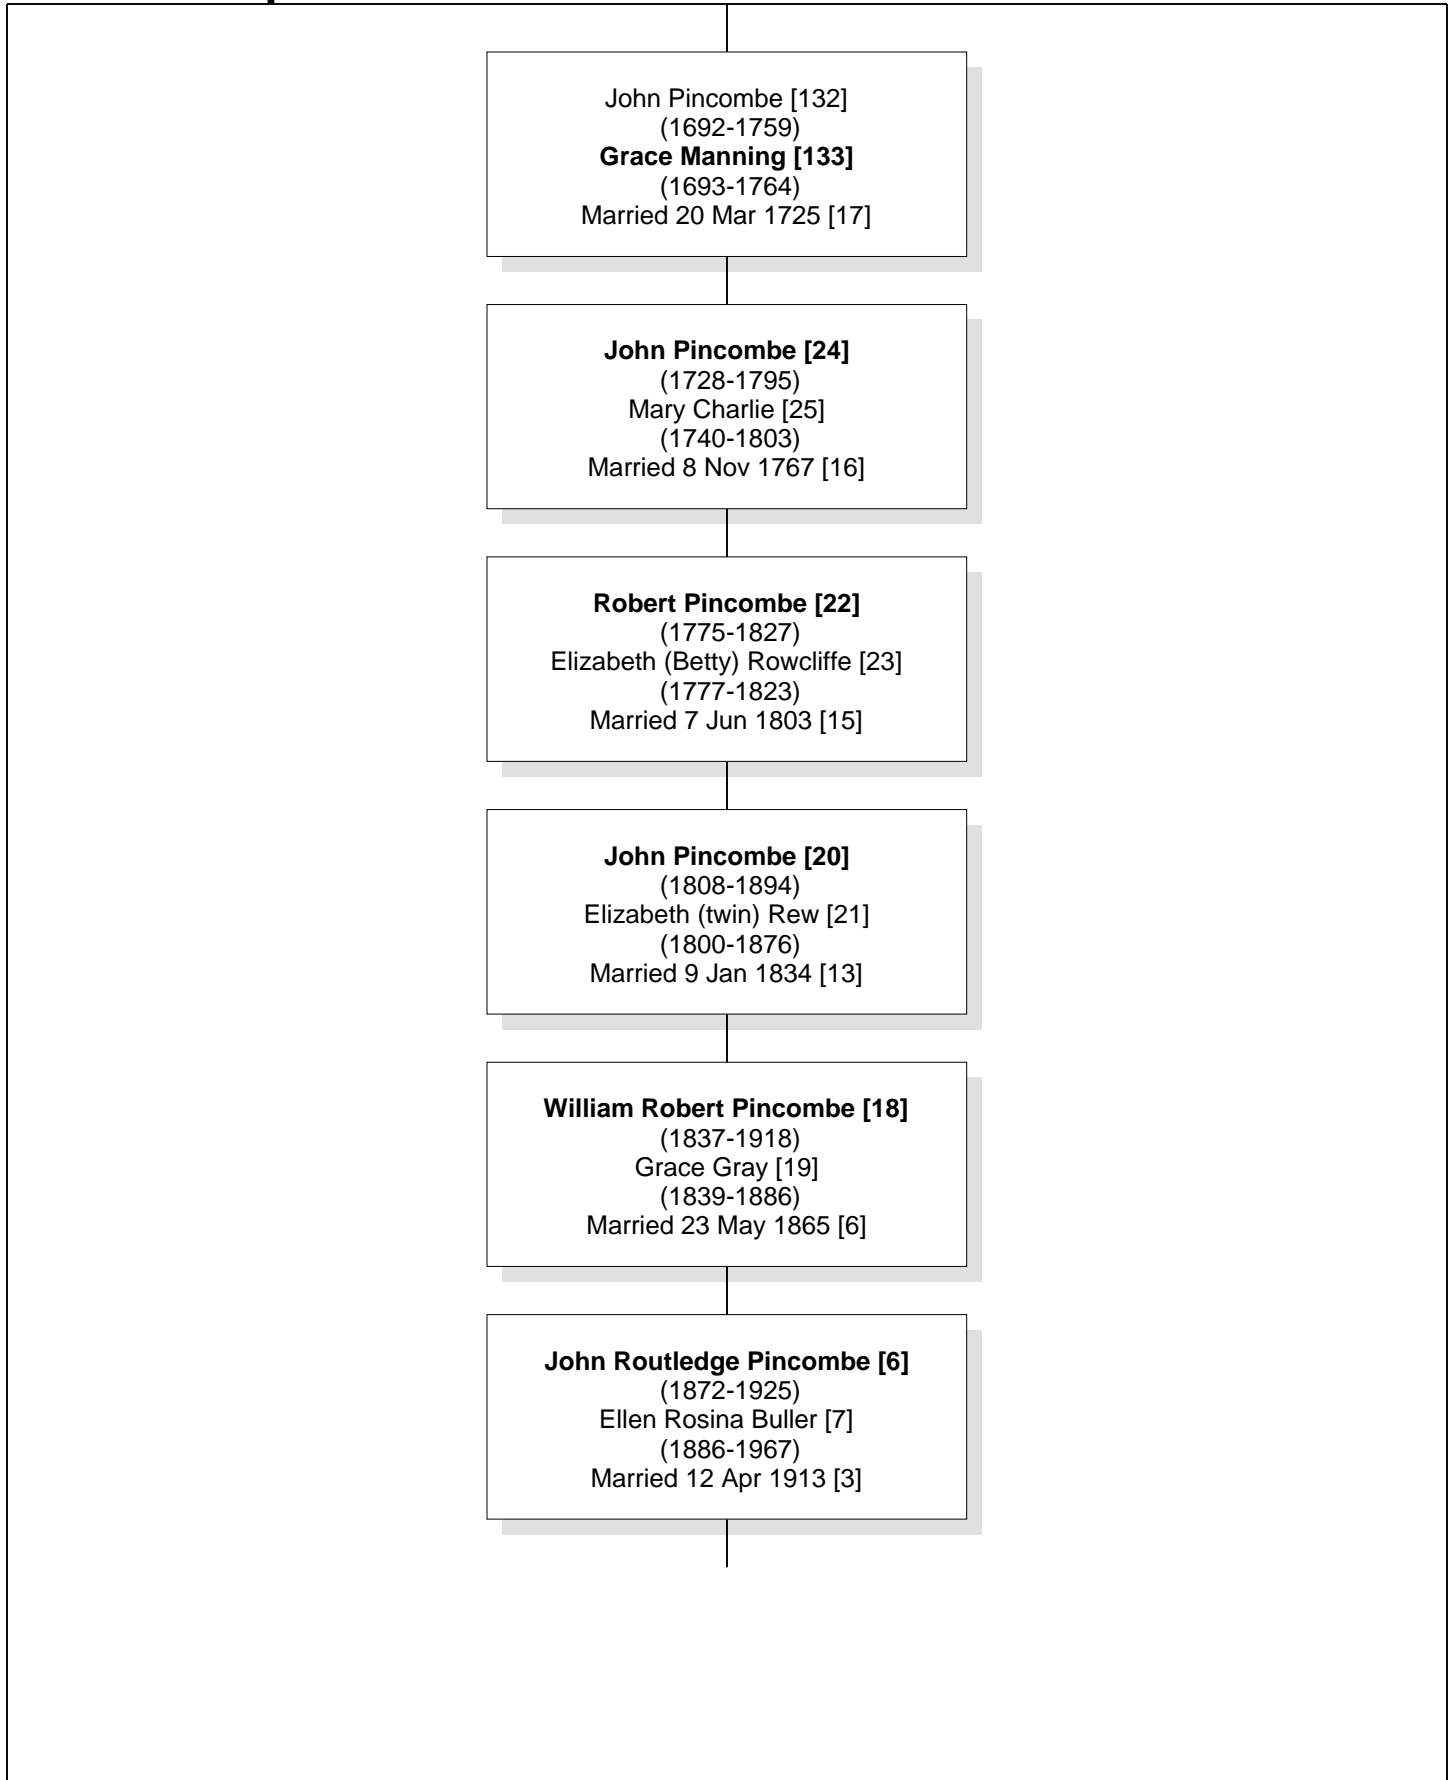 John Pincombe [132]
(1692-1759)
Grace Manning [133]
(1693-1764)
Married 20 Mar 1725 [17]
John Pincombe [24]
(1728-1795)
Mary Charlie [25]
(1740-1803)
Married 8 Nov 1767 [16]
Robert Pincombe [22]
(1775-1827)
Elizabeth (Betty) Rowcliffe [23]
(1777-1823)
Married 7 Jun 1803 [15]
John Pincombe [20]
(1808-1894)
Elizabeth (twin) Rew [21]
(1800-1876)
Married 9 Jan 1834 [13]
William Robert Pincombe [18]
(1837-1918)
Grace Gray [19]
(1839-1886)
Married 23 May 1865 [6]
John Routledge Pincombe [6]
(1872-1925)
Ellen Rosina Buller [7]
(1886-1967)
Married 12 Apr 1913 [3]